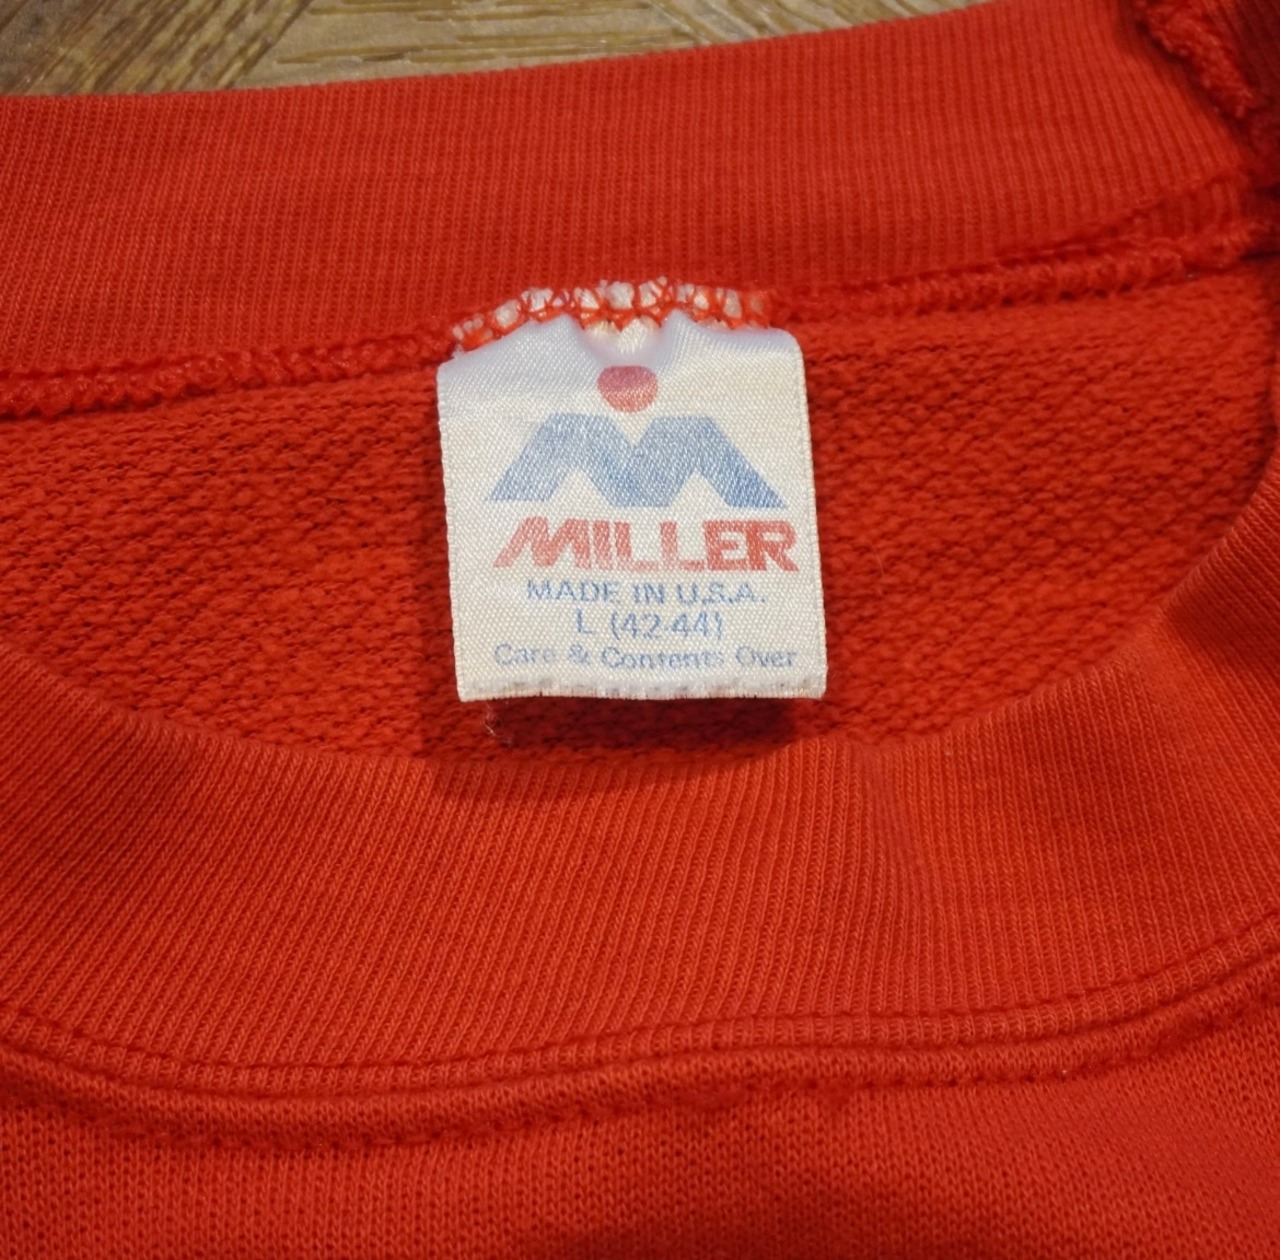 MILLER
MADE IN U.S.A.
L (42-44)
Care & Contents Over